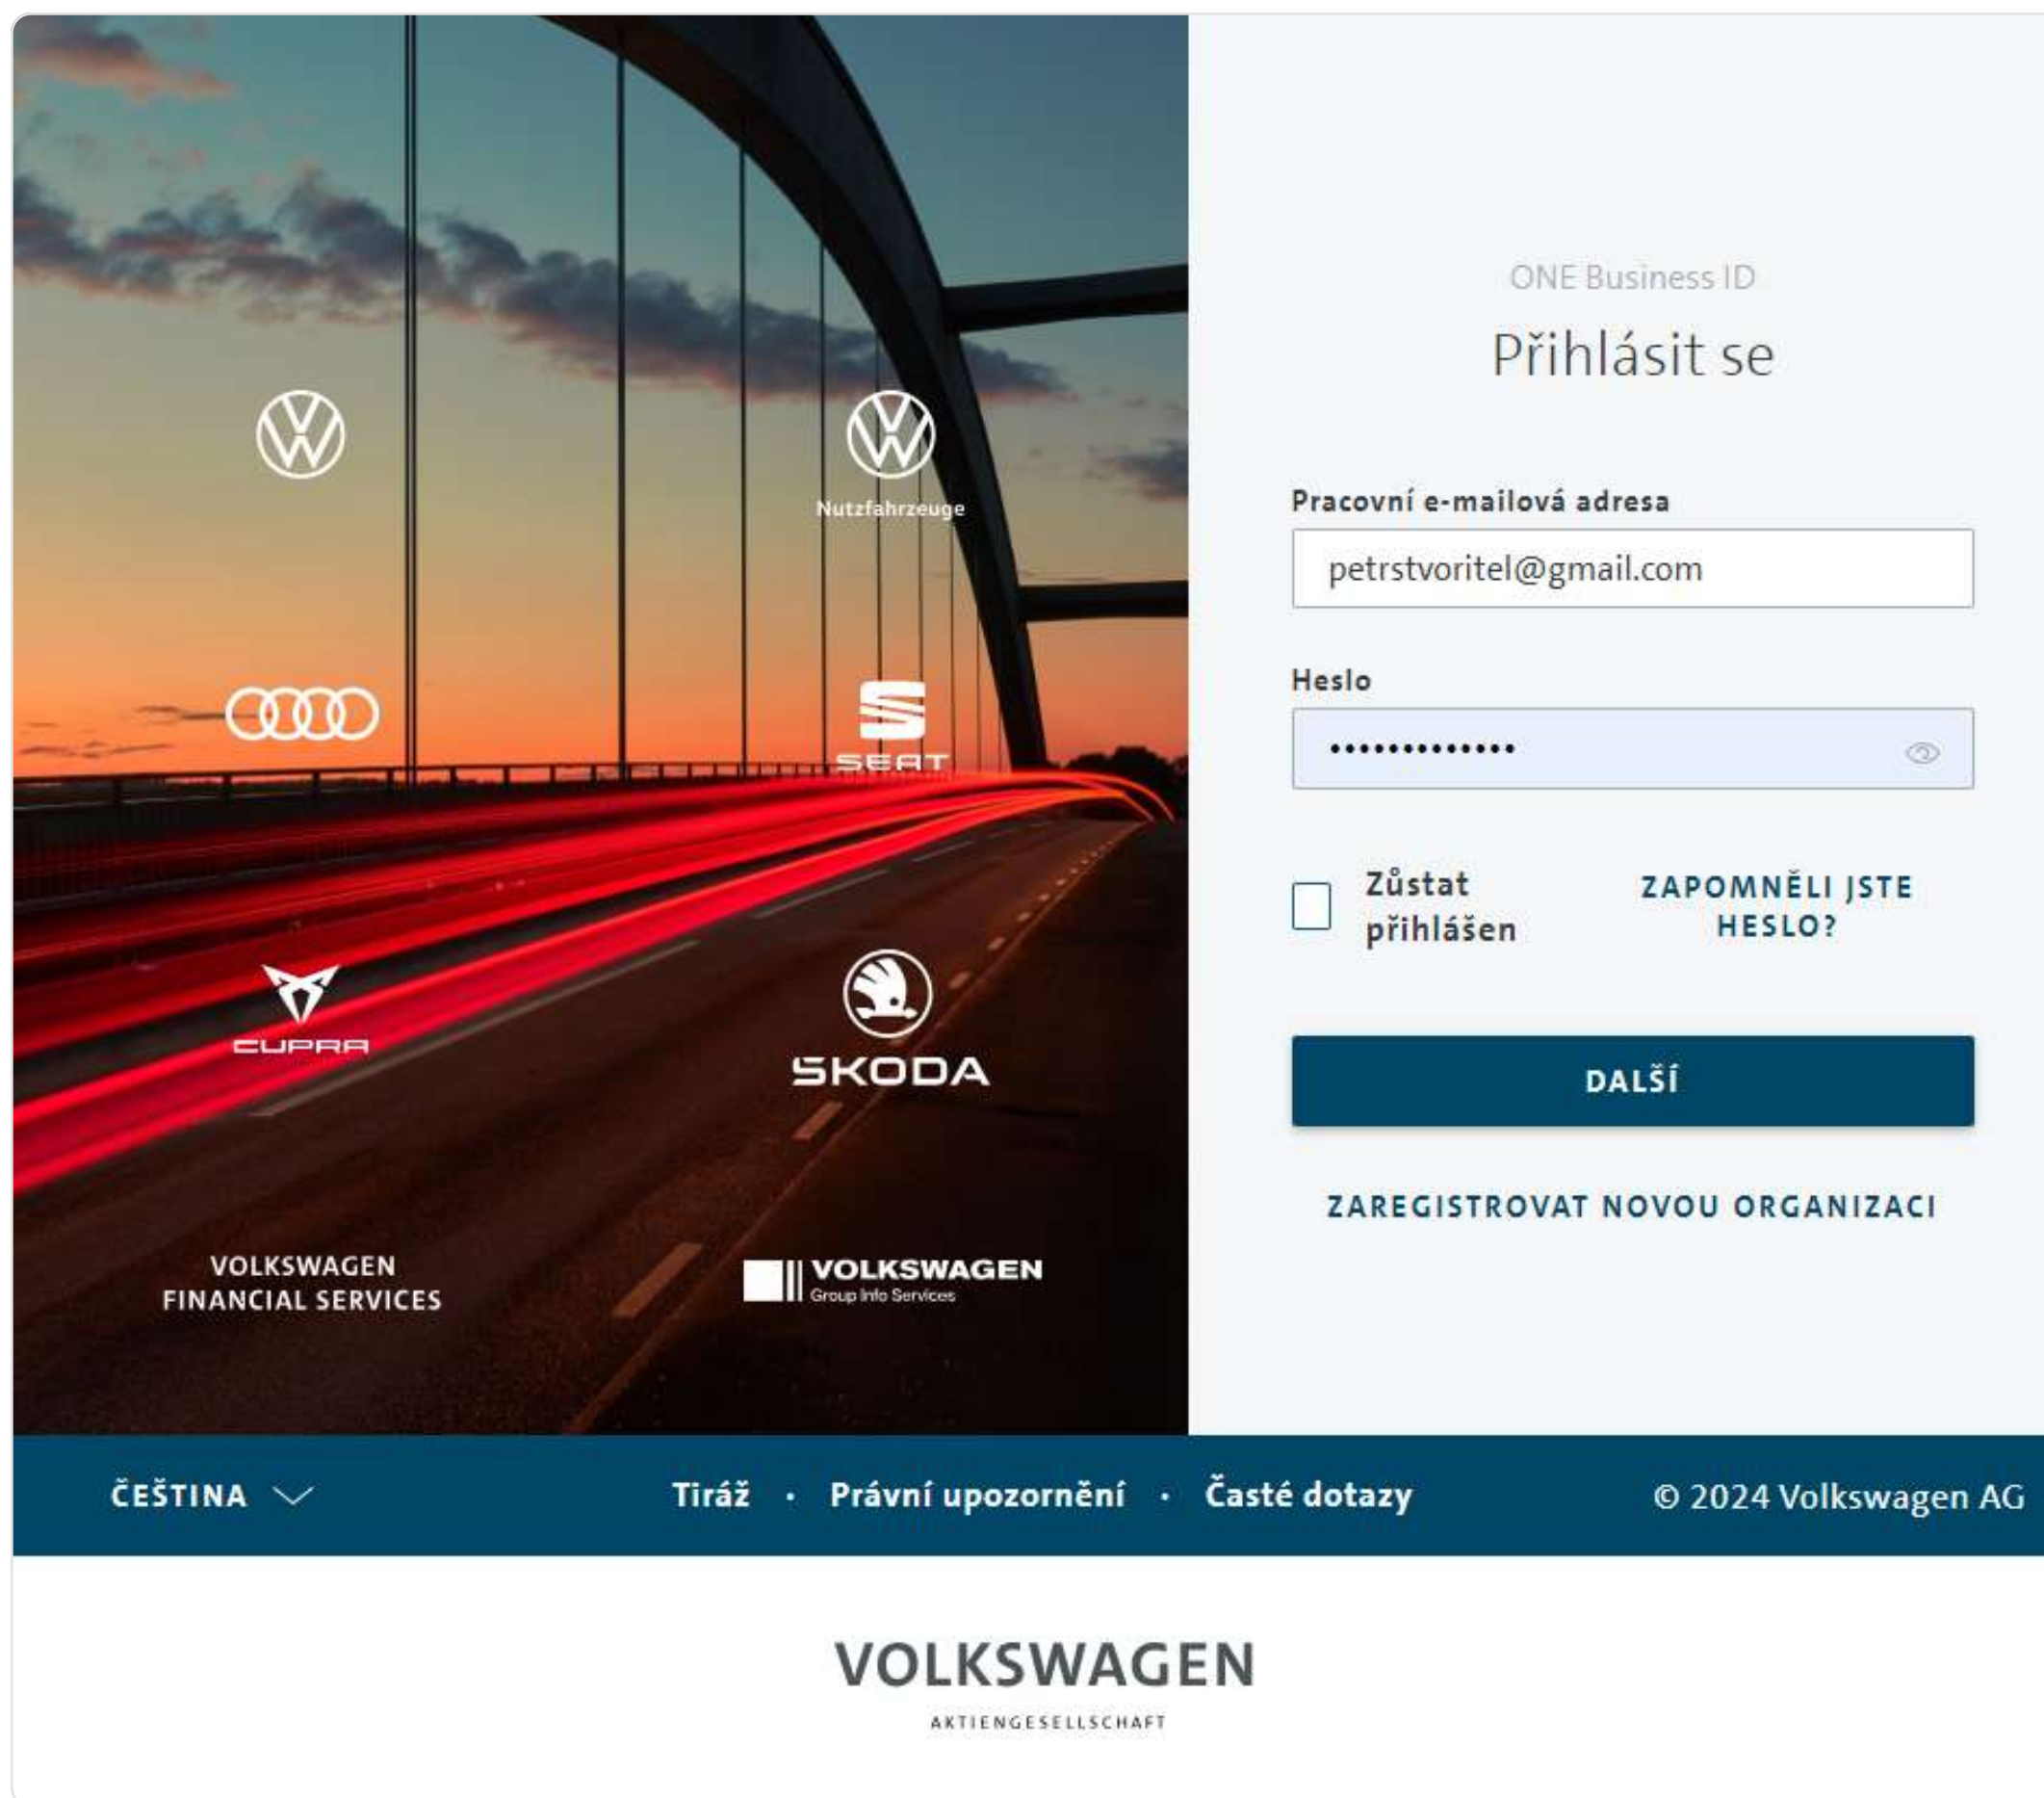 Nutzfahrzeuge
SEAT
CUPRA
ŠKODA
VOLKSWAGEN
FINANCIAL SERVICES
VOLKSWAGEN
Group Info Services
ONE Business ID
Přihlásit se
Pracovní e-mailová adresa
petrstvoritel@gmail.com
Heslo
•••••••••••••
Zůstat
přihlášen
ZAPOMNĚLI JSTE
HESLO?
DALŠÍ
ZAREGISTROVAT NOVOU ORGANIZACI
ČEŠTINA
Tiráž · Právní upozornění · Časté dotazy
© 2024 Volkswagen AG
VOLKSWAGEN
AKTIENGESELLSCHAFT